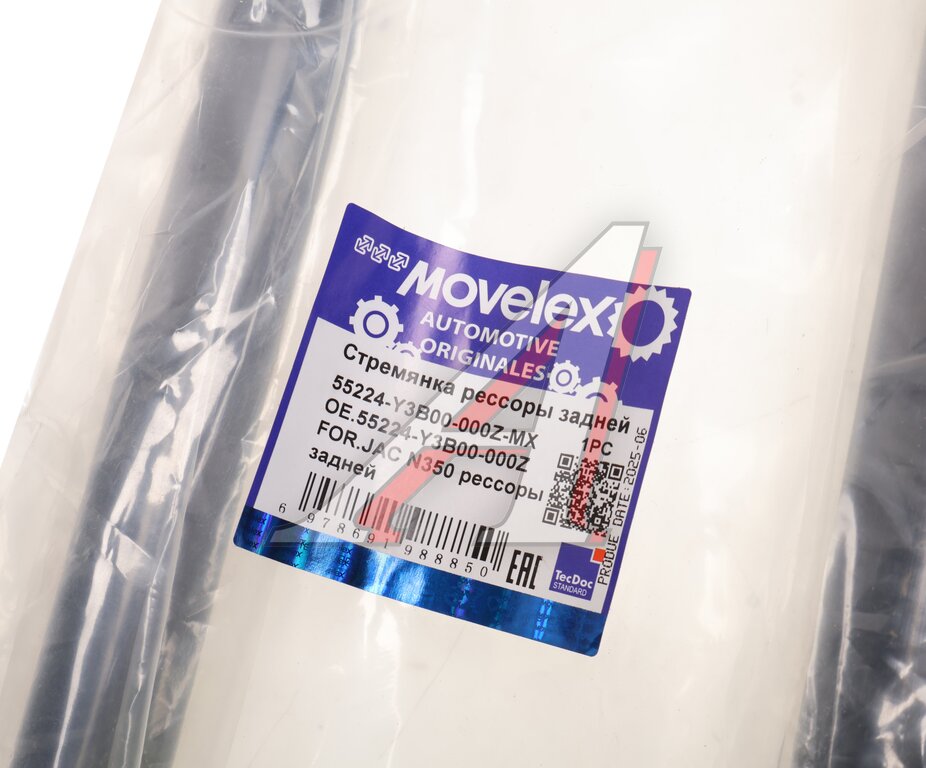 MOVelex
AUTOMOTIVE
ORIGINALES
Стремянка рессоры задней
55224-Y3B00-000Z-MX 1PC
OE.55224-Y3B00-000Z
FOR.JAC N350 рессоры
задней
6 978691 988850
EAC
TecDoc
STANDARD
PRODUE DATE:2025-06